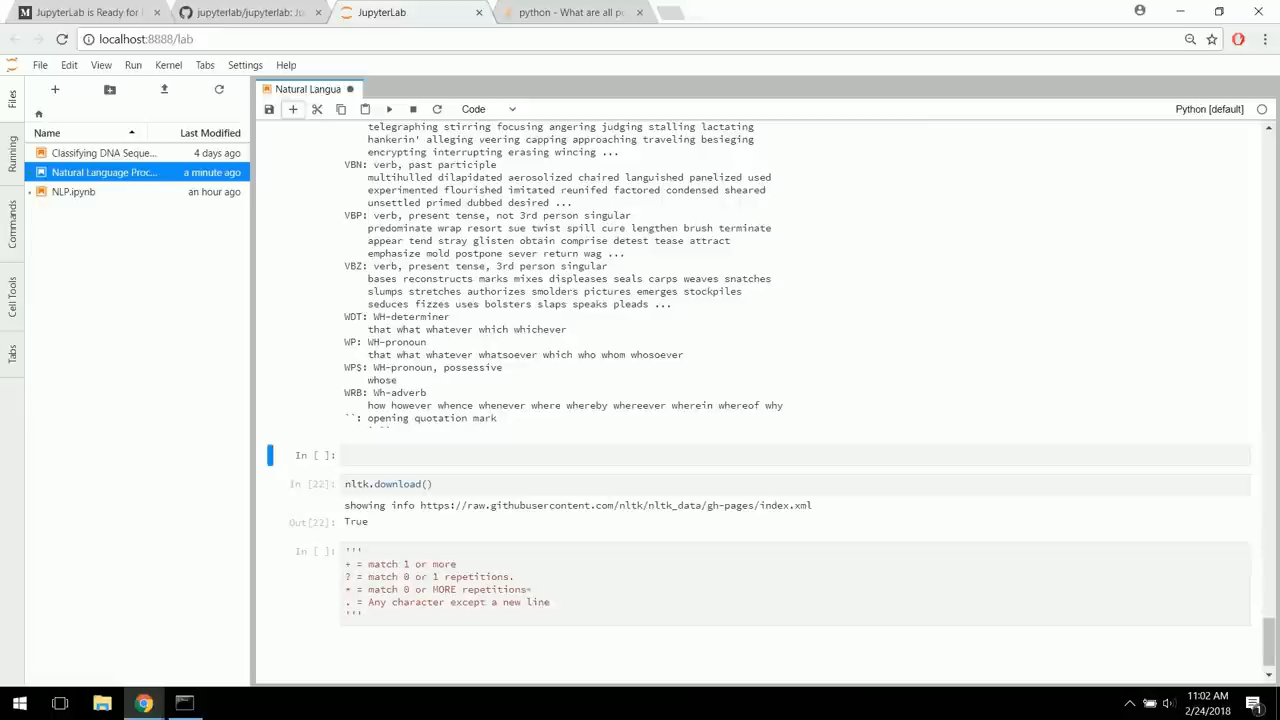 JupyterLab is Ready for
jupyterlab/jupyterlab: Ju
JupyterLab
python - What are all po
localhost:8888/lab
File Edit View Run Kernel Tabs Settings Help
Files
Running
Commands
Cell Tools
Tabs
Name Last Modified
Classifying DNA Seque... 4 days ago
Natural Language Proc... a minute ago
NLP.ipynb an hour ago
Natural Langua
Code
Python [default]
telegraphing stirring focusing angering judging stalling lactating
hankerin' alleging veering capping approaching traveling besieging
encrypting interrupting erasing wincing ...
VBN: verb, past participle
multihulled dilapidated aerosolized chaired languished panelized used
experimented flourished imitated reunifed factored condensed sheared
unsettled primed dubbed desired ...
VBP: verb, present tense, not 3rd person singular
predominate wrap resort sue twist spill cure lengthen brush terminate
appear tend stray glisten obtain comprise detest tease attract
emphasize mold postpone sever return wag ...
VBZ: verb, present tense, 3rd person singular
bases reconstructs marks mixes displeases seals carps weaves snatches
slumps stretches authorizes smolders pictures emerges stockpiles
seduces fizzes uses bolsters slaps speaks pleads ...
WDT: WH-determiner
that what whatever which whichever
WP: WH-pronoun
that what whatever whatsoever which who whom whosoever
WP$: WH-pronoun, possessive
whose
WRB: Wh-adverb
how however whence whenever where whereby whereever wherein whereof why
``: opening quotation mark
In [ ]:
In [22]: nltk.download()
showing info https://raw.githubusercontent.com/nltk/nltk_data/gh-pages/index.xml
Out[22]: True
In [ ]: '''
+ = match 1 or more
? = match 0 or 1 repetitions.
* = match 0 or MORE repetitions*
. = Any character except a new line
'''
11:02 AM
2/24/2018
1